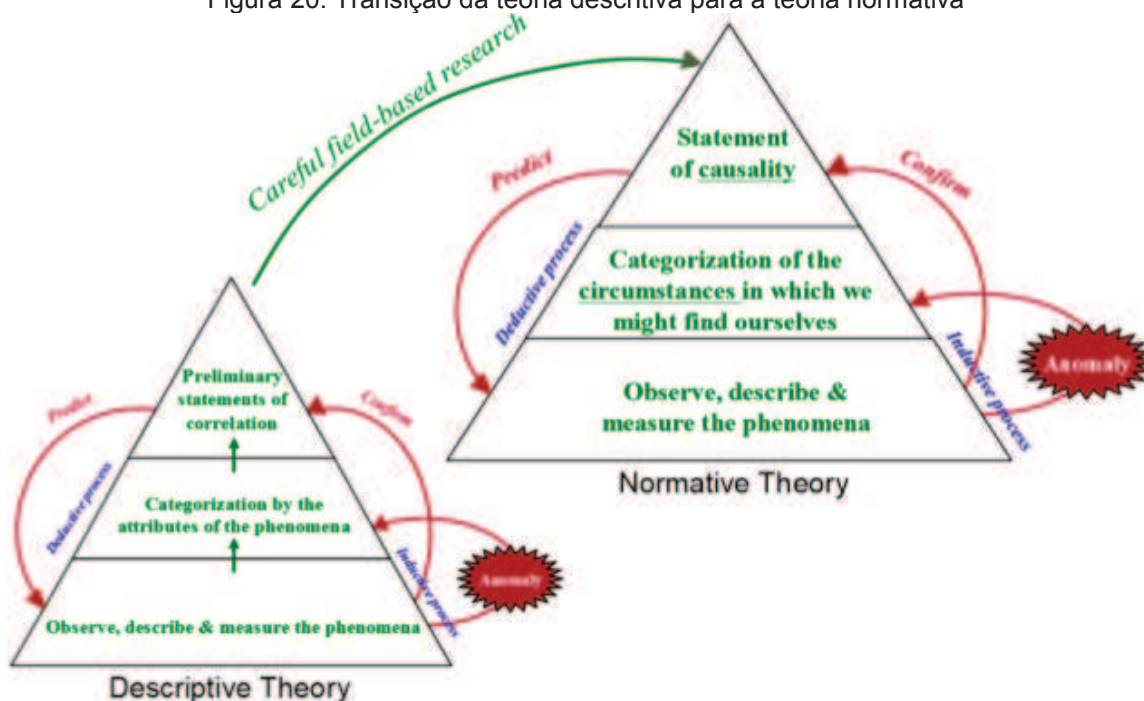 Figura 20: Transição da teoria descritiva para a teoria normativa
Careful field-based research
Statement
of causality
Predict
Confirm
Deductive process
Categorization of the
circumstances in which we
might find ourselves
Inductive process
Anomaly
Observe, describe &
measure the phenomena
Normative Theory
Preliminary
statements of
correlation
Predict
Confirm
Deductive process
Categorization by the
attributes of the phenomena
Inductive process
Anomaly
Observe, describe & measure the phenomena
Descriptive Theory